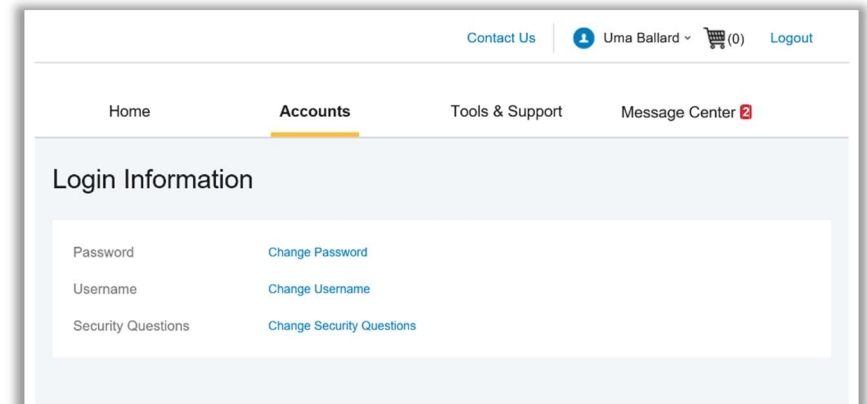 Contact Us Uma Ballard (0) Logout
Home Accounts Tools & Support Message Center 2
Login Information
Password Change Password
Username Change Username
Security Questions Change Security Questions